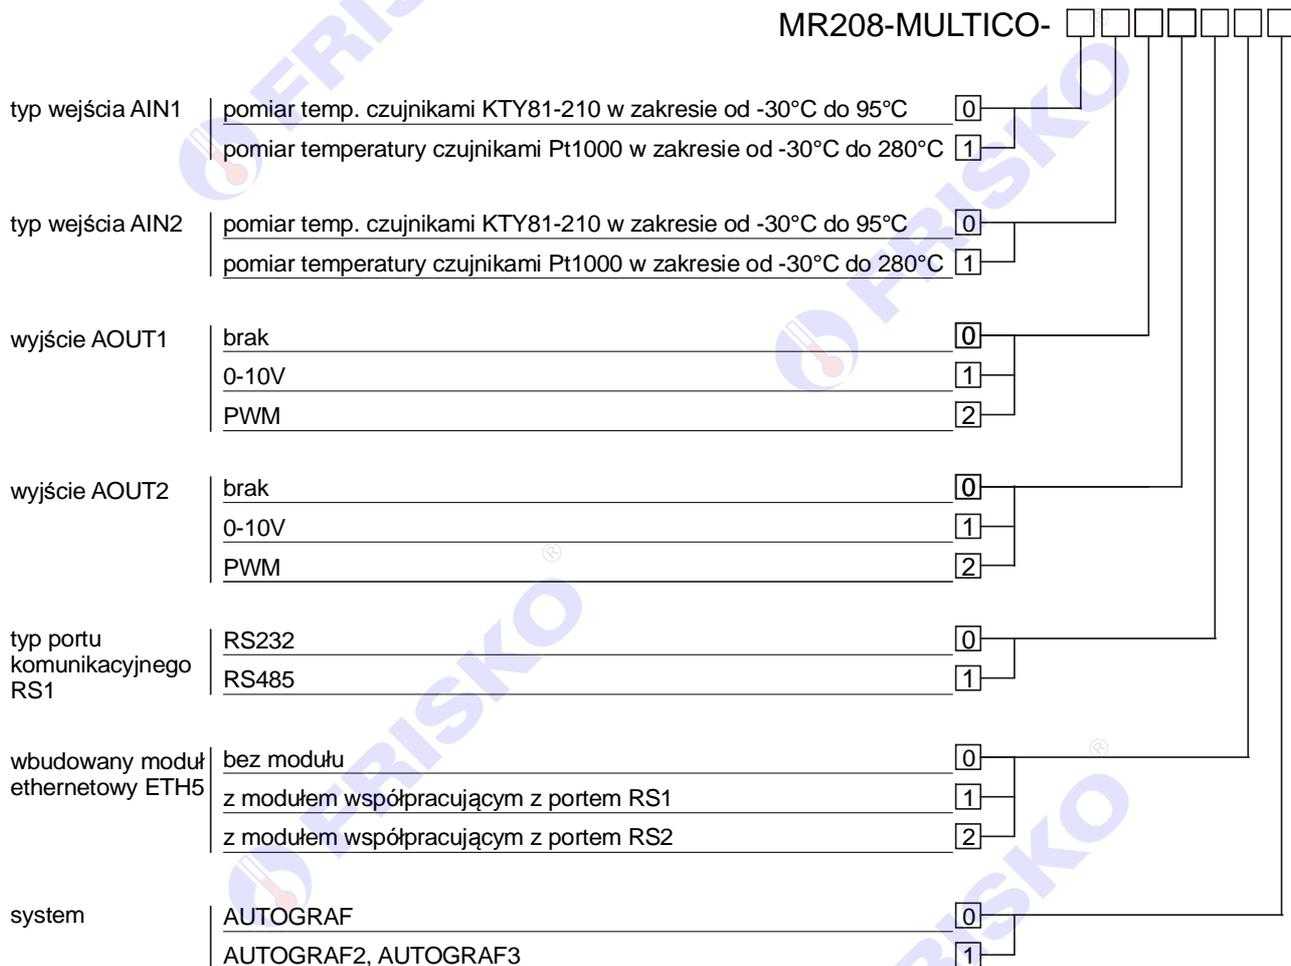 MR208-MULTICO-
typ wejścia AIN1
pomiar temp. czujnikami KTY81-210 w zakresie od -30°C do 95°C 0
pomiar temperatury czujnikami Pt1000 w zakresie od -30°C do 280°C 1
typ wejścia AIN2
pomiar temp. czujnikami KTY81-210 w zakresie od -30°C do 95°C 0
pomiar temperatury czujnikami Pt1000 w zakresie od -30°C do 280°C 1
wyjście AOUT1
brak 0
0-10V 1
PWM 2
wyjście AOUT2
brak 0
0-10V 1
PWM 2
typ portu
komunikacyjnego
RS1
RS232 0
RS485 1
wbudowany moduł
ethernetowy ETH5
bez modułu 0
z modułem współpracującym z portem RS1 1
z modułem współpracującym z portem RS2 2
system
AUTOGRAF 0
AUTOGRAF2, AUTOGRAF3 1
FRISKO
FRISKO ®
FRISKO ®
FRISKO ®